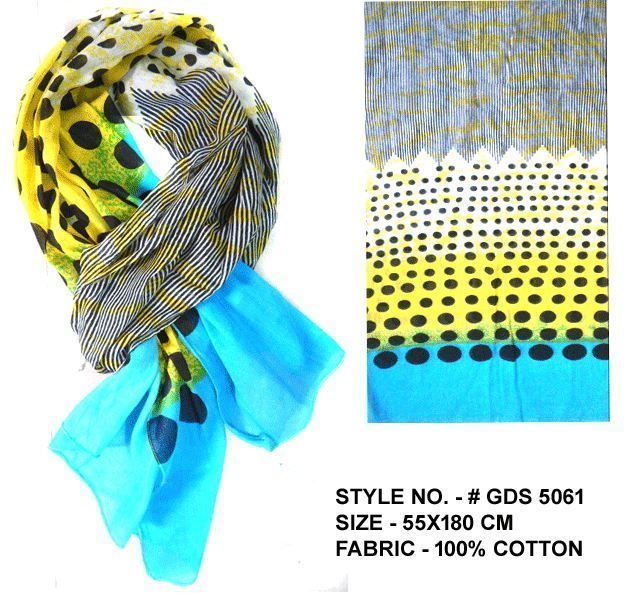 STYLE NO. - # GDS 5061
SIZE - 55X180 CM
FABRIC - 100% COTTON